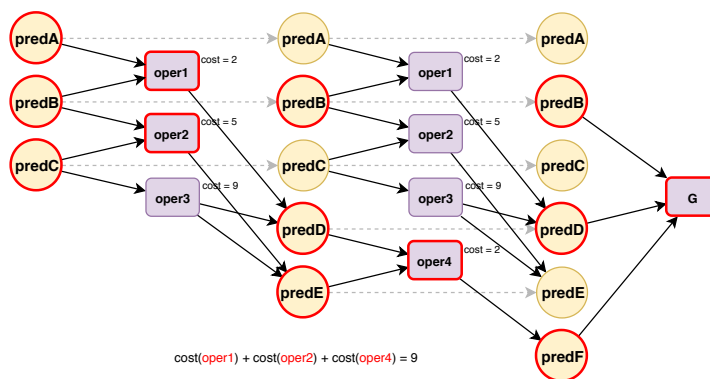 predA
predA
predA
cost = 2
cost = 2
oper1
oper1
predB
predB
predB
cost = 5
cost = 5
oper2
oper2
predC
predC
predC
cost = 9
cost = 9
oper3
oper3
G
predD
predD
cost = 2
oper4
predE
predE
predF
cost(oper1) + cost(oper2) + cost(oper4) = 9